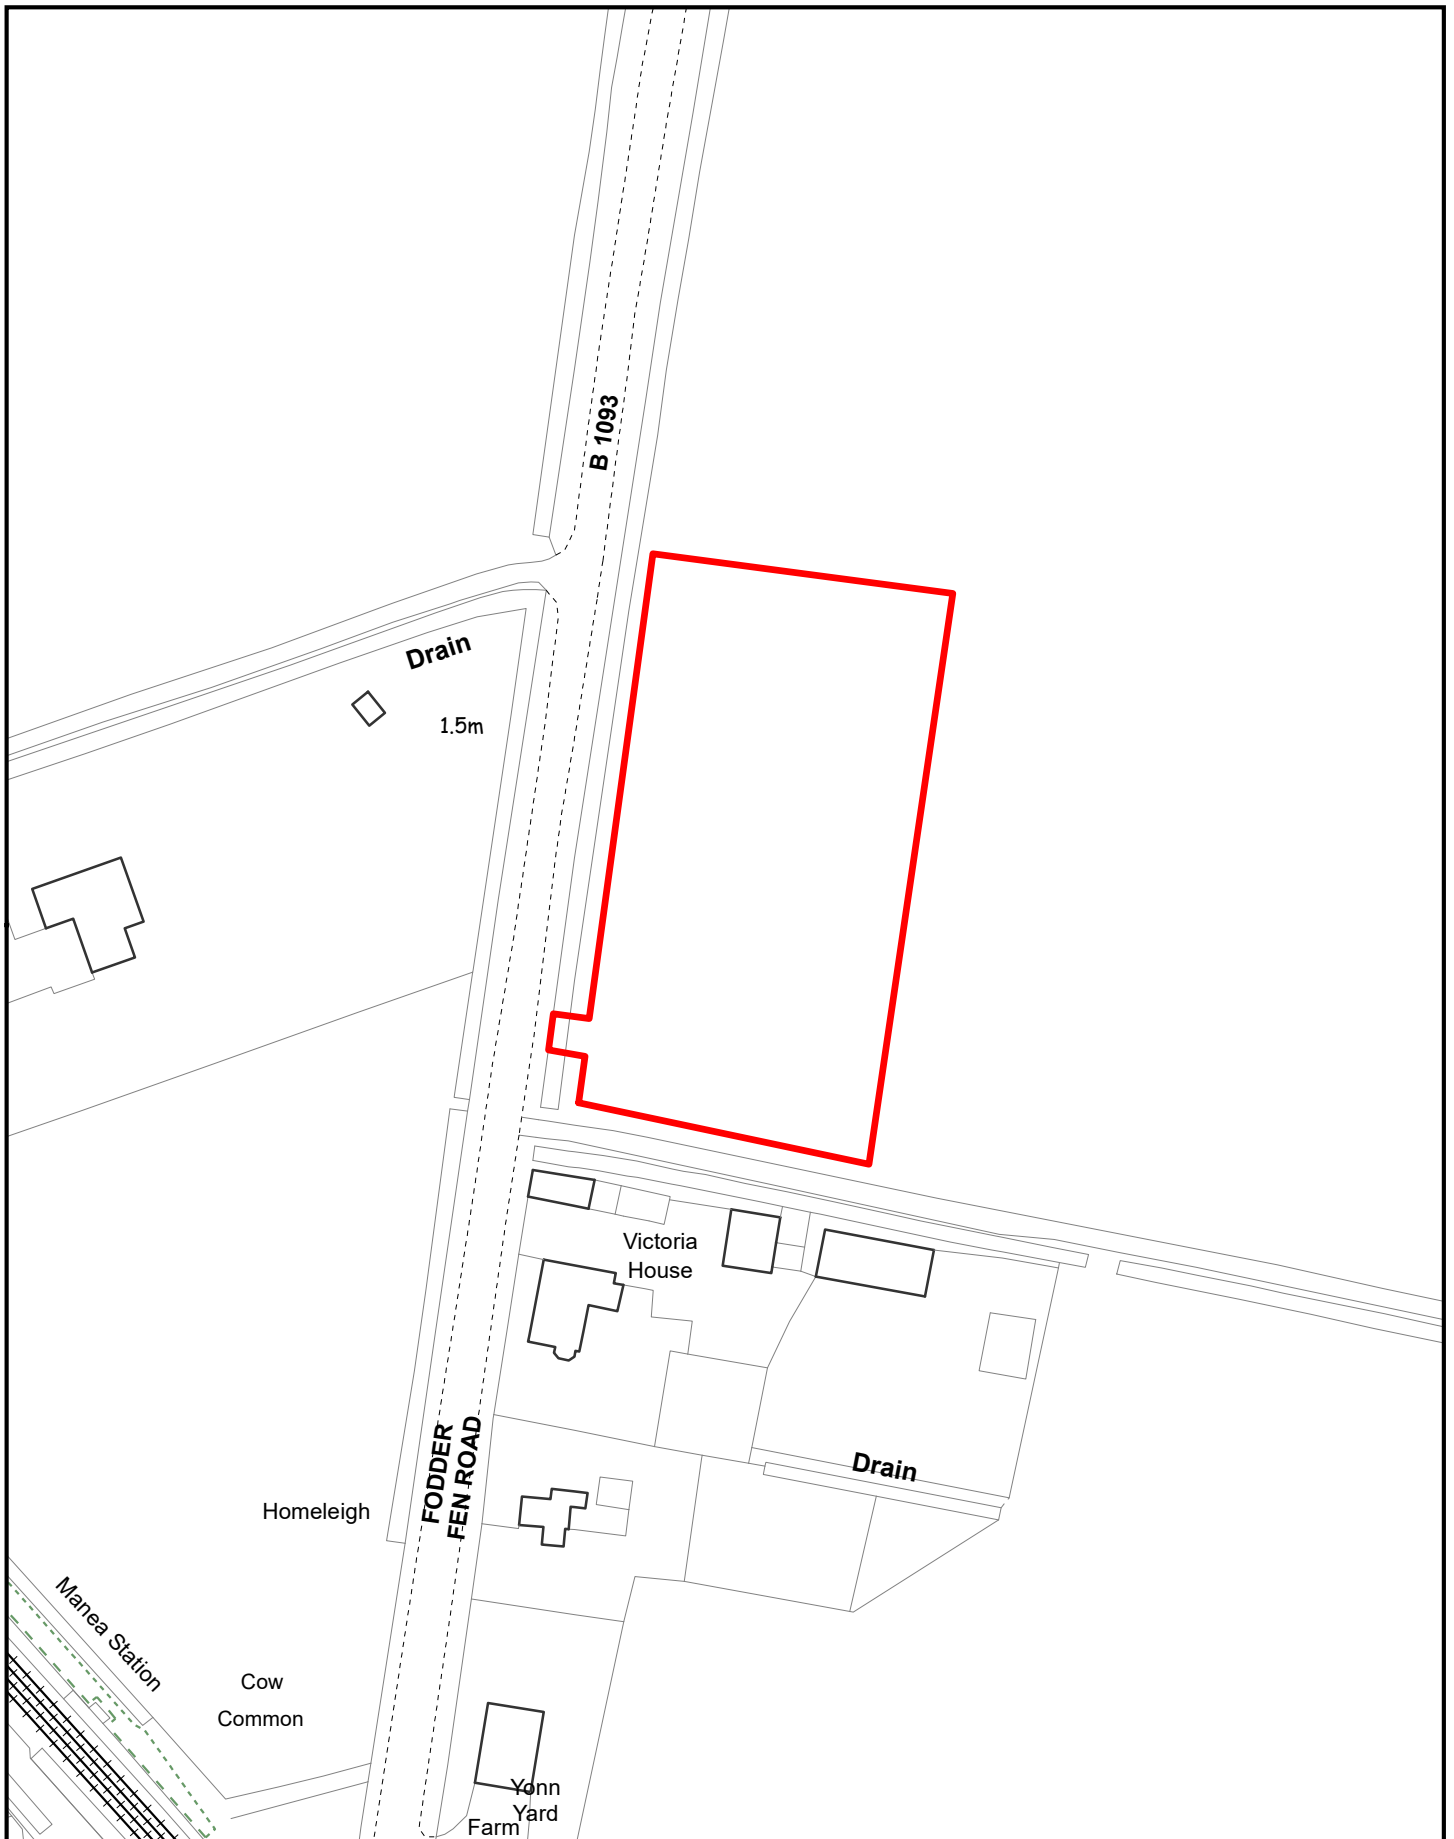 B 1093
Drain
1.5m
Victoria
House
FODDER
FEN ROAD
Drain
Homeleigh
Manea Station
Cow
Common
Yonn
Yard
Farm